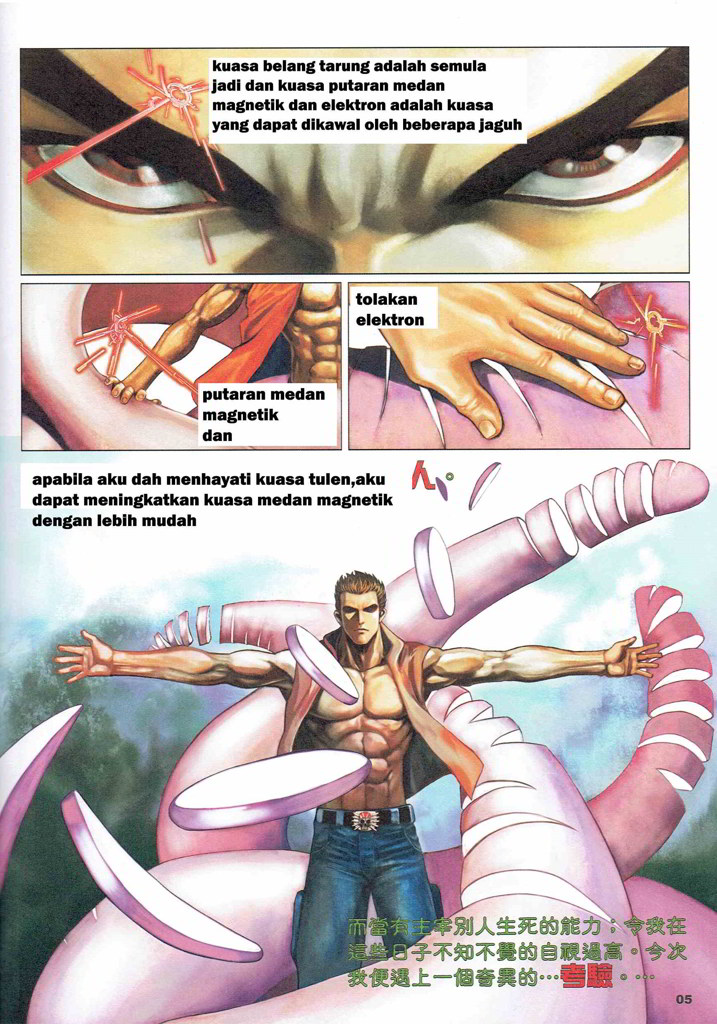 kuasa belang tarung adalah semula
jadi dan kuasa putaran medan
magnetik dan elektron adalah kuasa
yang dapat dikawal oleh beberapa jaguh
putaran medan
magnetik
dan
tolakan
elektron
apabila aku dah menhayati kuasa tulen,aku
dapat meningkatkan kuasa medan magnetik
dengan lebih mudah
而當有主宰別人生死的能力;令我在
這些日子不知不覺的自視過高。今次
我便遇上一個奇異的…考驗。…
05